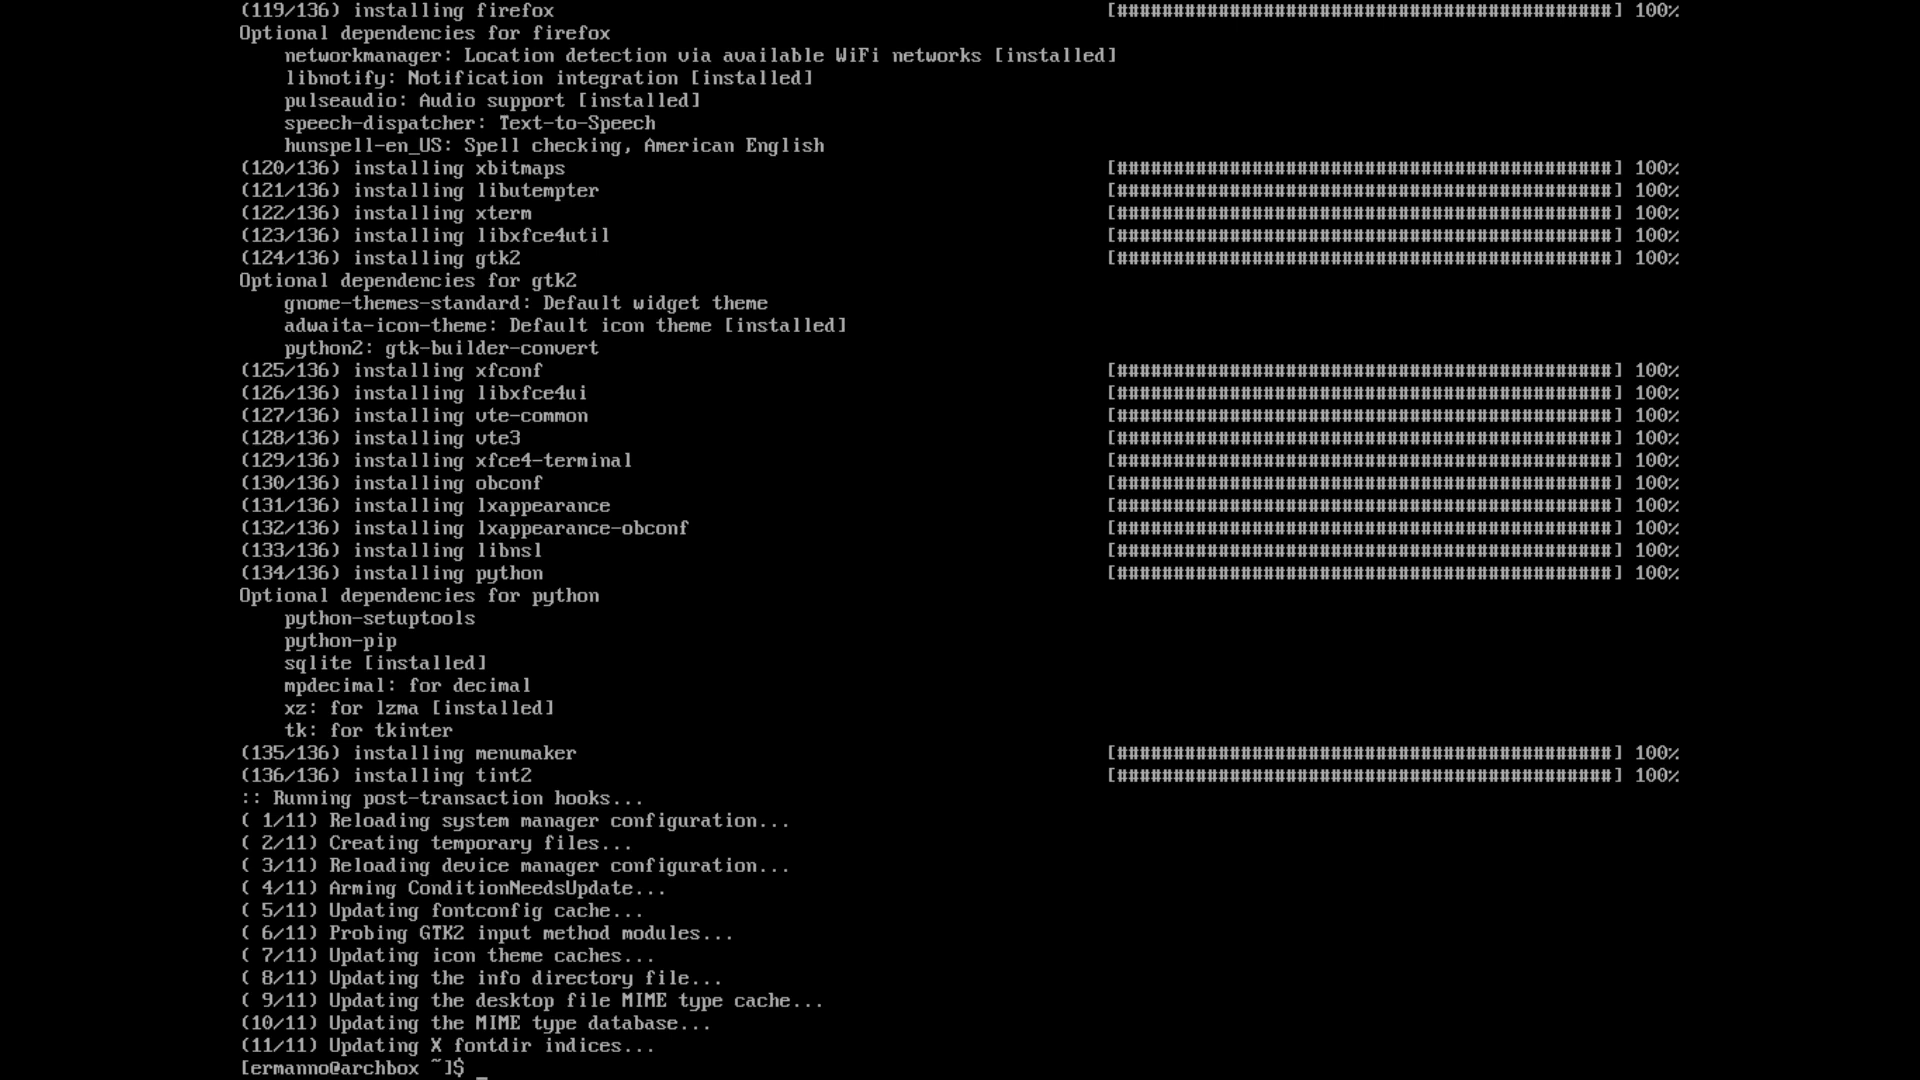 (119/136) installing firefox [############################################] 100%
Optional dependencies for firefox
    networkmanager: Location detection via available WiFi networks [installed]
    libnotify: Notification integration [installed]
    pulseaudio: Audio support [installed]
    speech-dispatcher: Text-to-Speech
    hunspell-en_US: Spell checking, American English
(120/136) installing xbitmaps [############################################] 100%
(121/136) installing libutempter [############################################] 100%
(122/136) installing xterm [############################################] 100%
(123/136) installing libxfce4util [############################################] 100%
(124/136) installing gtk2 [############################################] 100%
Optional dependencies for gtk2
    gnome-themes-standard: Default widget theme
    adwaita-icon-theme: Default icon theme [installed]
    python2: gtk-builder-convert
(125/136) installing xfconf [############################################] 100%
(126/136) installing libxfce4ui [############################################] 100%
(127/136) installing vte-common [############################################] 100%
(128/136) installing vte3 [############################################] 100%
(129/136) installing xfce4-terminal [############################################] 100%
(130/136) installing obconf [############################################] 100%
(131/136) installing lxappearance [############################################] 100%
(132/136) installing lxappearance-obconf [############################################] 100%
(133/136) installing libnsl [############################################] 100%
(134/136) installing python [############################################] 100%
Optional dependencies for python
    python-setuptools
    python-pip
    sqlite [installed]
    mpdecimal: for decimal
    xz: for lzma [installed]
    tk: for tkinter
(135/136) installing menumaker [############################################] 100%
(136/136) installing tint2 [############################################] 100%
:: Running post-transaction hooks...
( 1/11) Reloading system manager configuration...
( 2/11) Creating temporary files...
( 3/11) Reloading device manager configuration...
( 4/11) Arming ConditionNeedsUpdate...
( 5/11) Updating fontconfig cache...
( 6/11) Probing GTK2 input method modules...
( 7/11) Updating icon theme caches...
( 8/11) Updating the info directory file...
( 9/11) Updating the desktop file MIME type cache...
(10/11) Updating the MIME type database...
(11/11) Updating X fontdir indices...
[ermanno@archbox ~]$ _